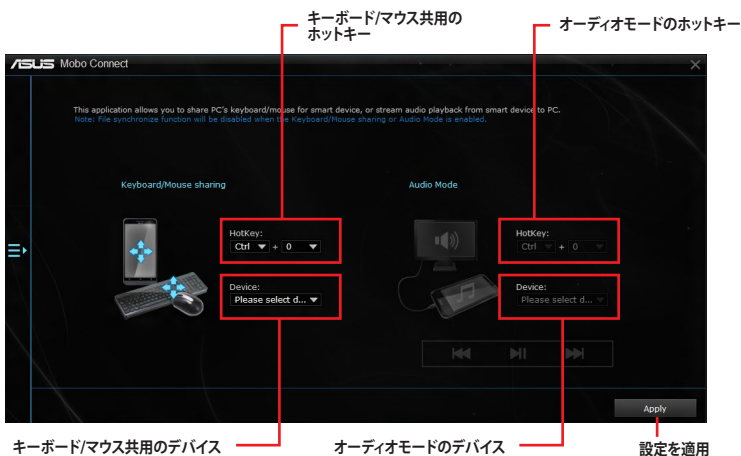 キーボード/マウス共用の
ホットキー
オーディオモードのホットキー
ASUS Mobo Connect
This application allows you to share PC's keyboard/mouse for smart device, or stream audio playback from smart device to PC.
Note: File synchronize function will be disabled when the Keyboard/Mouse sharing or Audio Mode is enabled.
Keyboard/Mouse sharing
Audio Mode
HotKey:
Ctrl + 0
HotKey:
Ctrl + 0
Device:
Please select d...
Device:
Please select d...
Apply
キーボード/マウス共用のデバイス
オーディオモードのデバイス
設定を適用